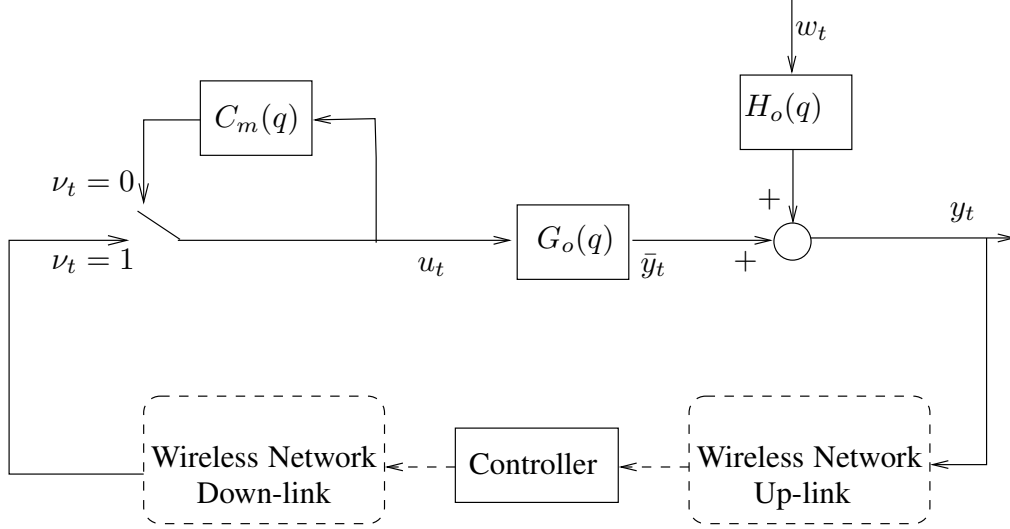 w_t
H_o(q)
C_m(q)
ν_t = 0
+
y_t
ν_t = 1
u_t
G_o(q)
ȳ_t
+
Wireless Network
Down-link
Controller
Wireless Network
Up-link